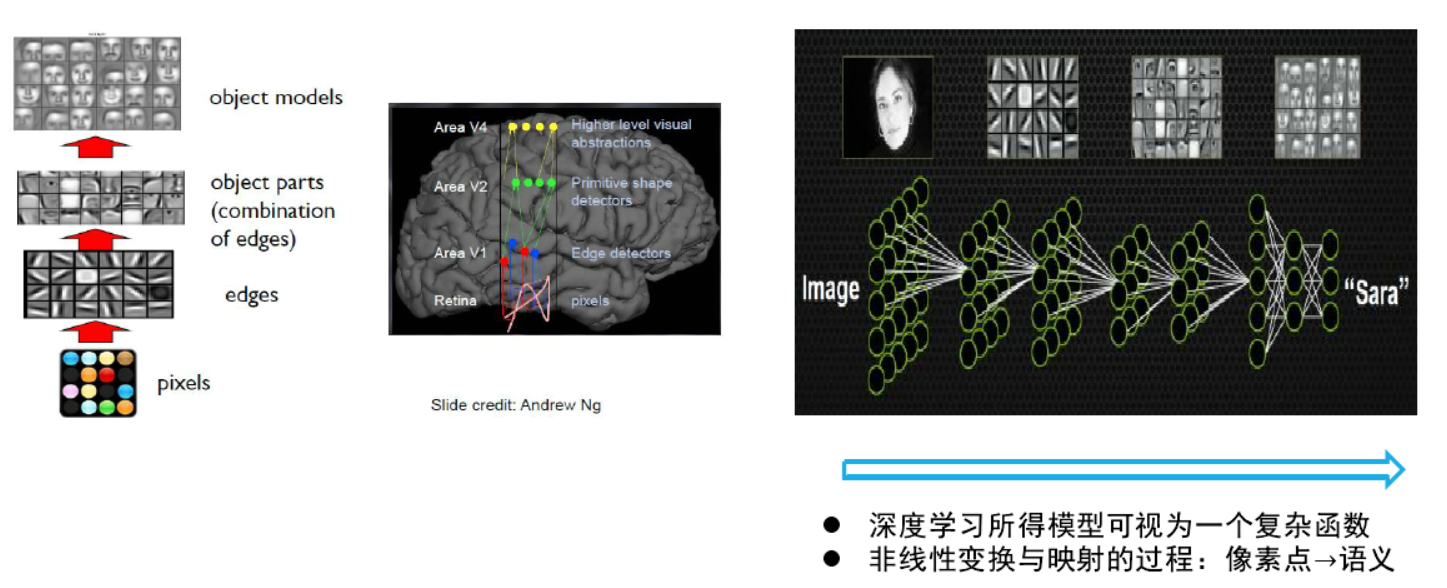 object models
object parts
(combination
of edges)
edges
pixels
Area V4
Higher level visual
abstractions
Area V2
Primitive shape
detectors
Area V1
Edge detectors
Retina
pixels
Slide credit: Andrew Ng
Image
“Sara”
● 深度学习所得模型可视为一个复杂函数
● 非线性变换与映射的过程：像素点→语义